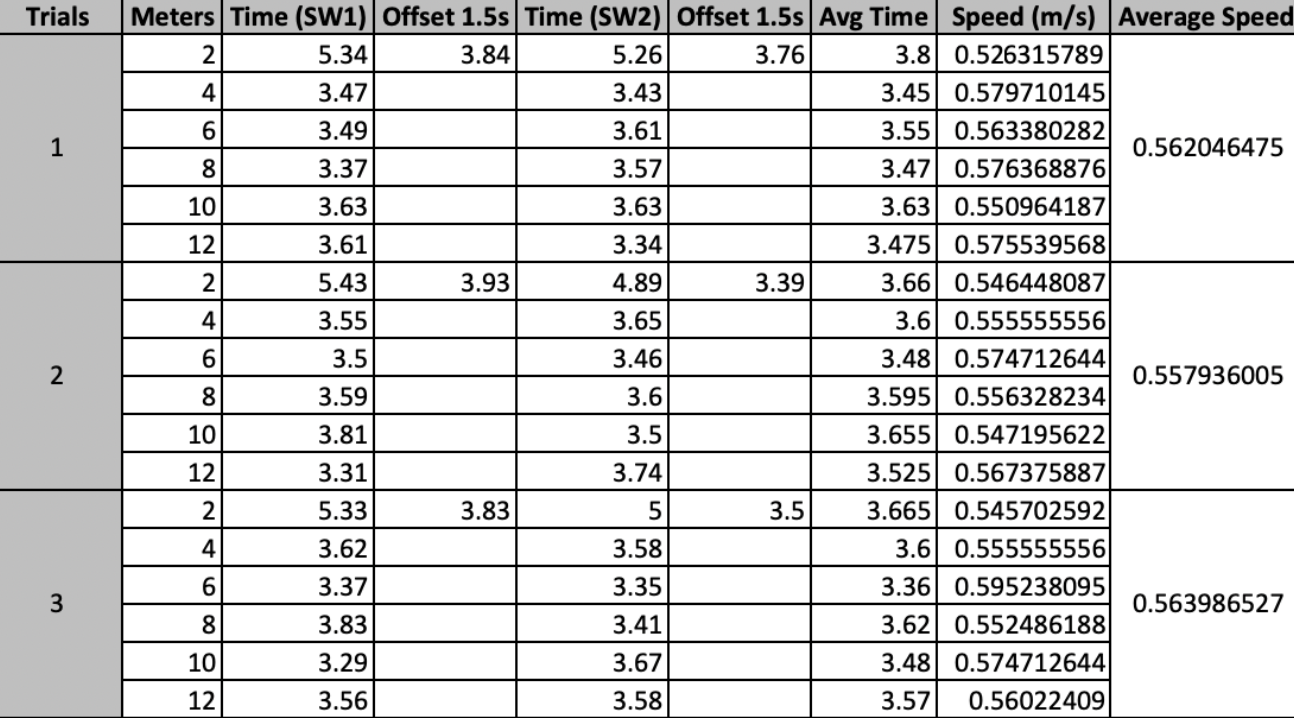 Trials Meters Time (SW1) Offset 1.5s Time (SW2) Offset 1.5s Avg Time Speed (m/s) Average Speed
2 5.34 3.84 5.26 3.76 3.8 0.526315789
4 3.47 3.43 3.45 0.579710145
6 3.49 3.61 3.55 0.563380282
1 0.562046475
8 3.37 3.57 3.47 0.576368876
10 3.63 3.63 3.63 0.550964187
12 3.61 3.34 3.475 0.575539568
2 5.43 3.93 4.89 3.39 3.66 0.546448087
4 3.55 3.65 3.6 0.555555556
6 3.5 3.46 3.48 0.574712644
2 0.557936005
8 3.59 3.6 3.595 0.556328234
10 3.81 3.5 3.655 0.547195622
12 3.31 3.74 3.525 0.567375887
2 5.33 3.83 5 3.5 3.665 0.545702592
4 3.62 3.58 3.6 0.555555556
6 3.37 3.35 3.36 0.595238095
3 0.563986527
8 3.83 3.41 3.62 0.552486188
10 3.29 3.67 3.48 0.574712644
12 3.56 3.58 3.57 0.56022409